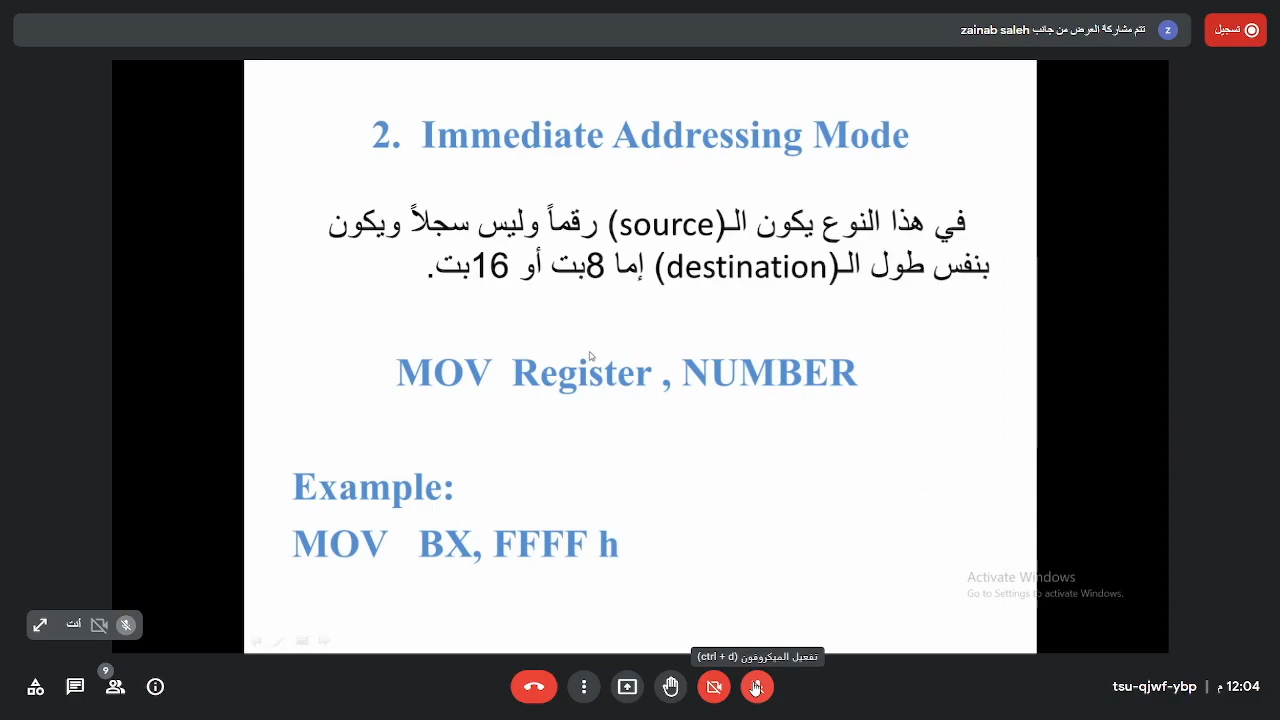 تتم مشاركة العرض من جانب zainab saleh
z
تسجيل
2. Immediate Addressing Mode
في هذا النوع يكون الـ(source) رقماً وليس سجلاً ويكون
بنفس طول الـ(destination) إما 8بت أو 16بت.
MOV Register , NUMBER
Example:
MOV BX, FFFF h
Activate Windows
Go to Settings to activate Windows.
أنت
تفعيل الميكروفون (ctrl + d)
9
tsu-qjwf-ybp | 12:04 م